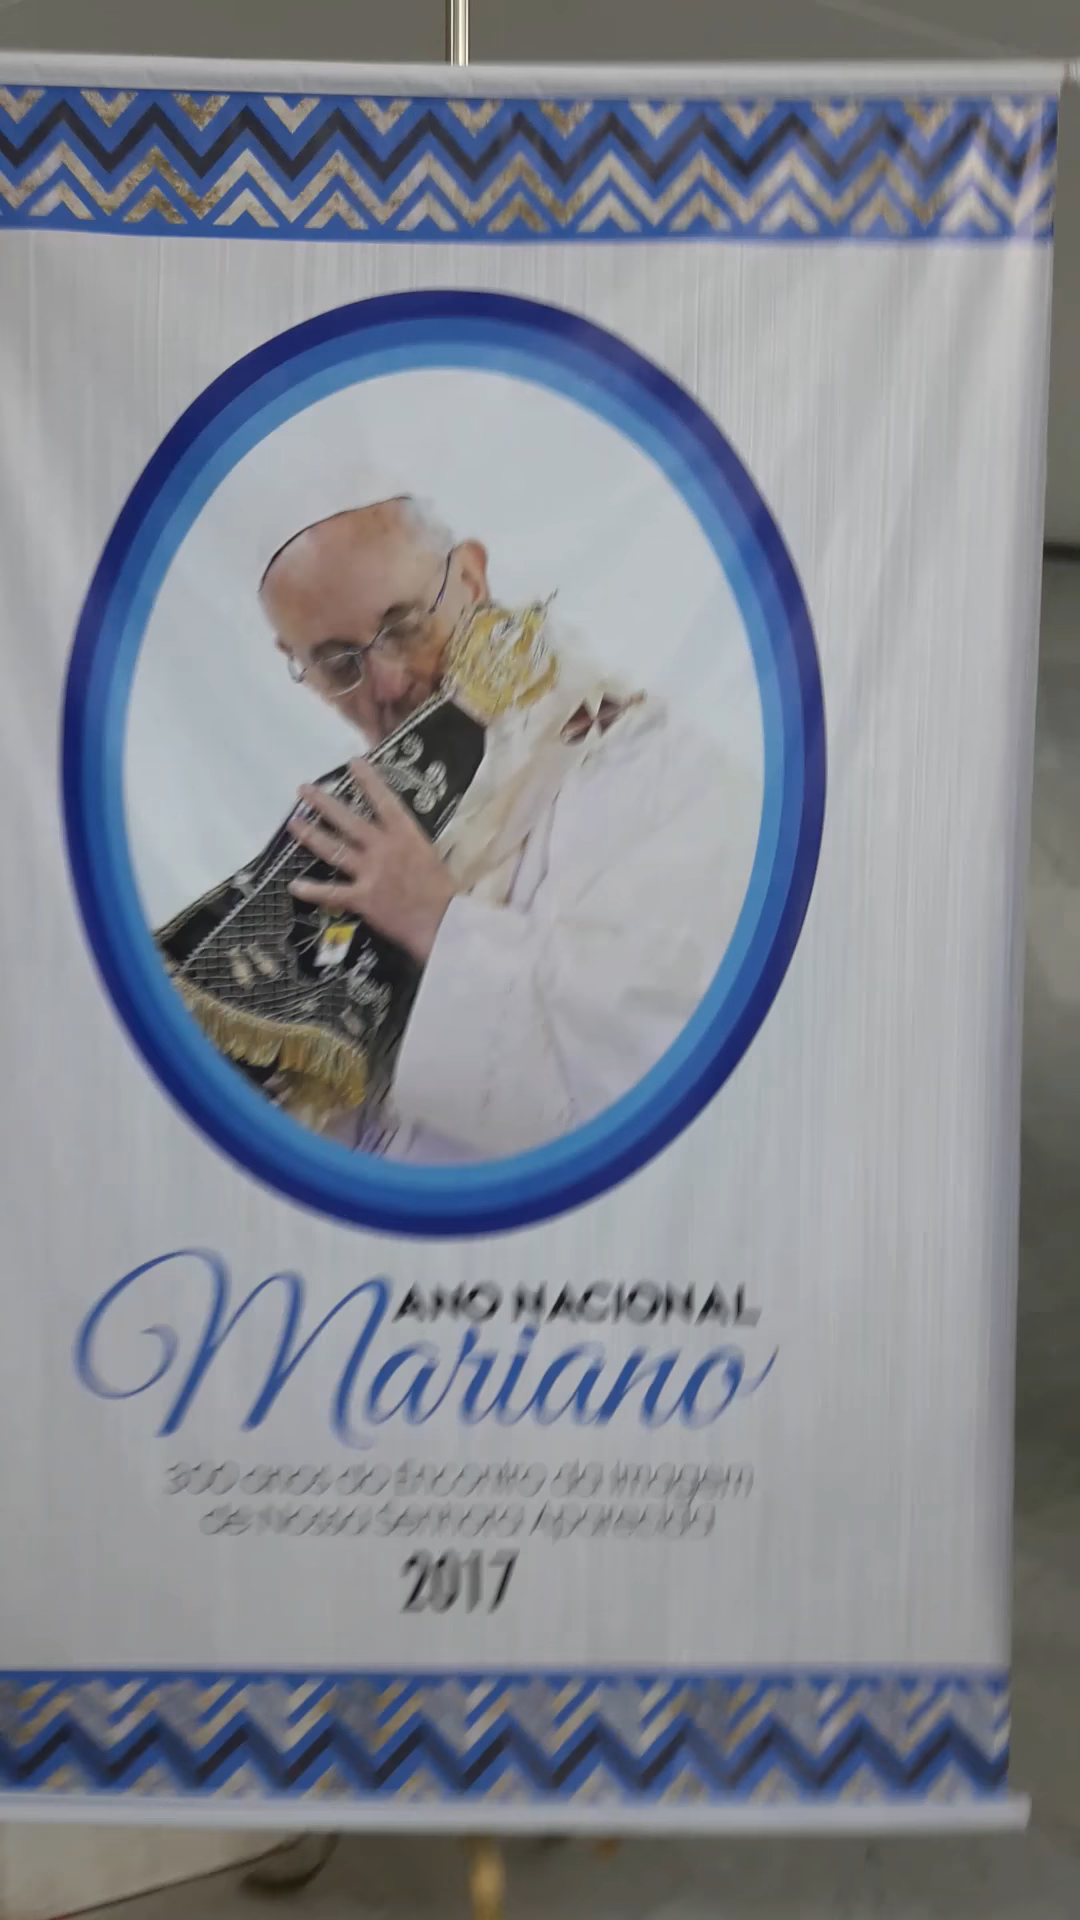 ANO NACIONAL
Mariano
300 anos do Encontro da Imagem
de Nossa Senhora Aparecida
2017